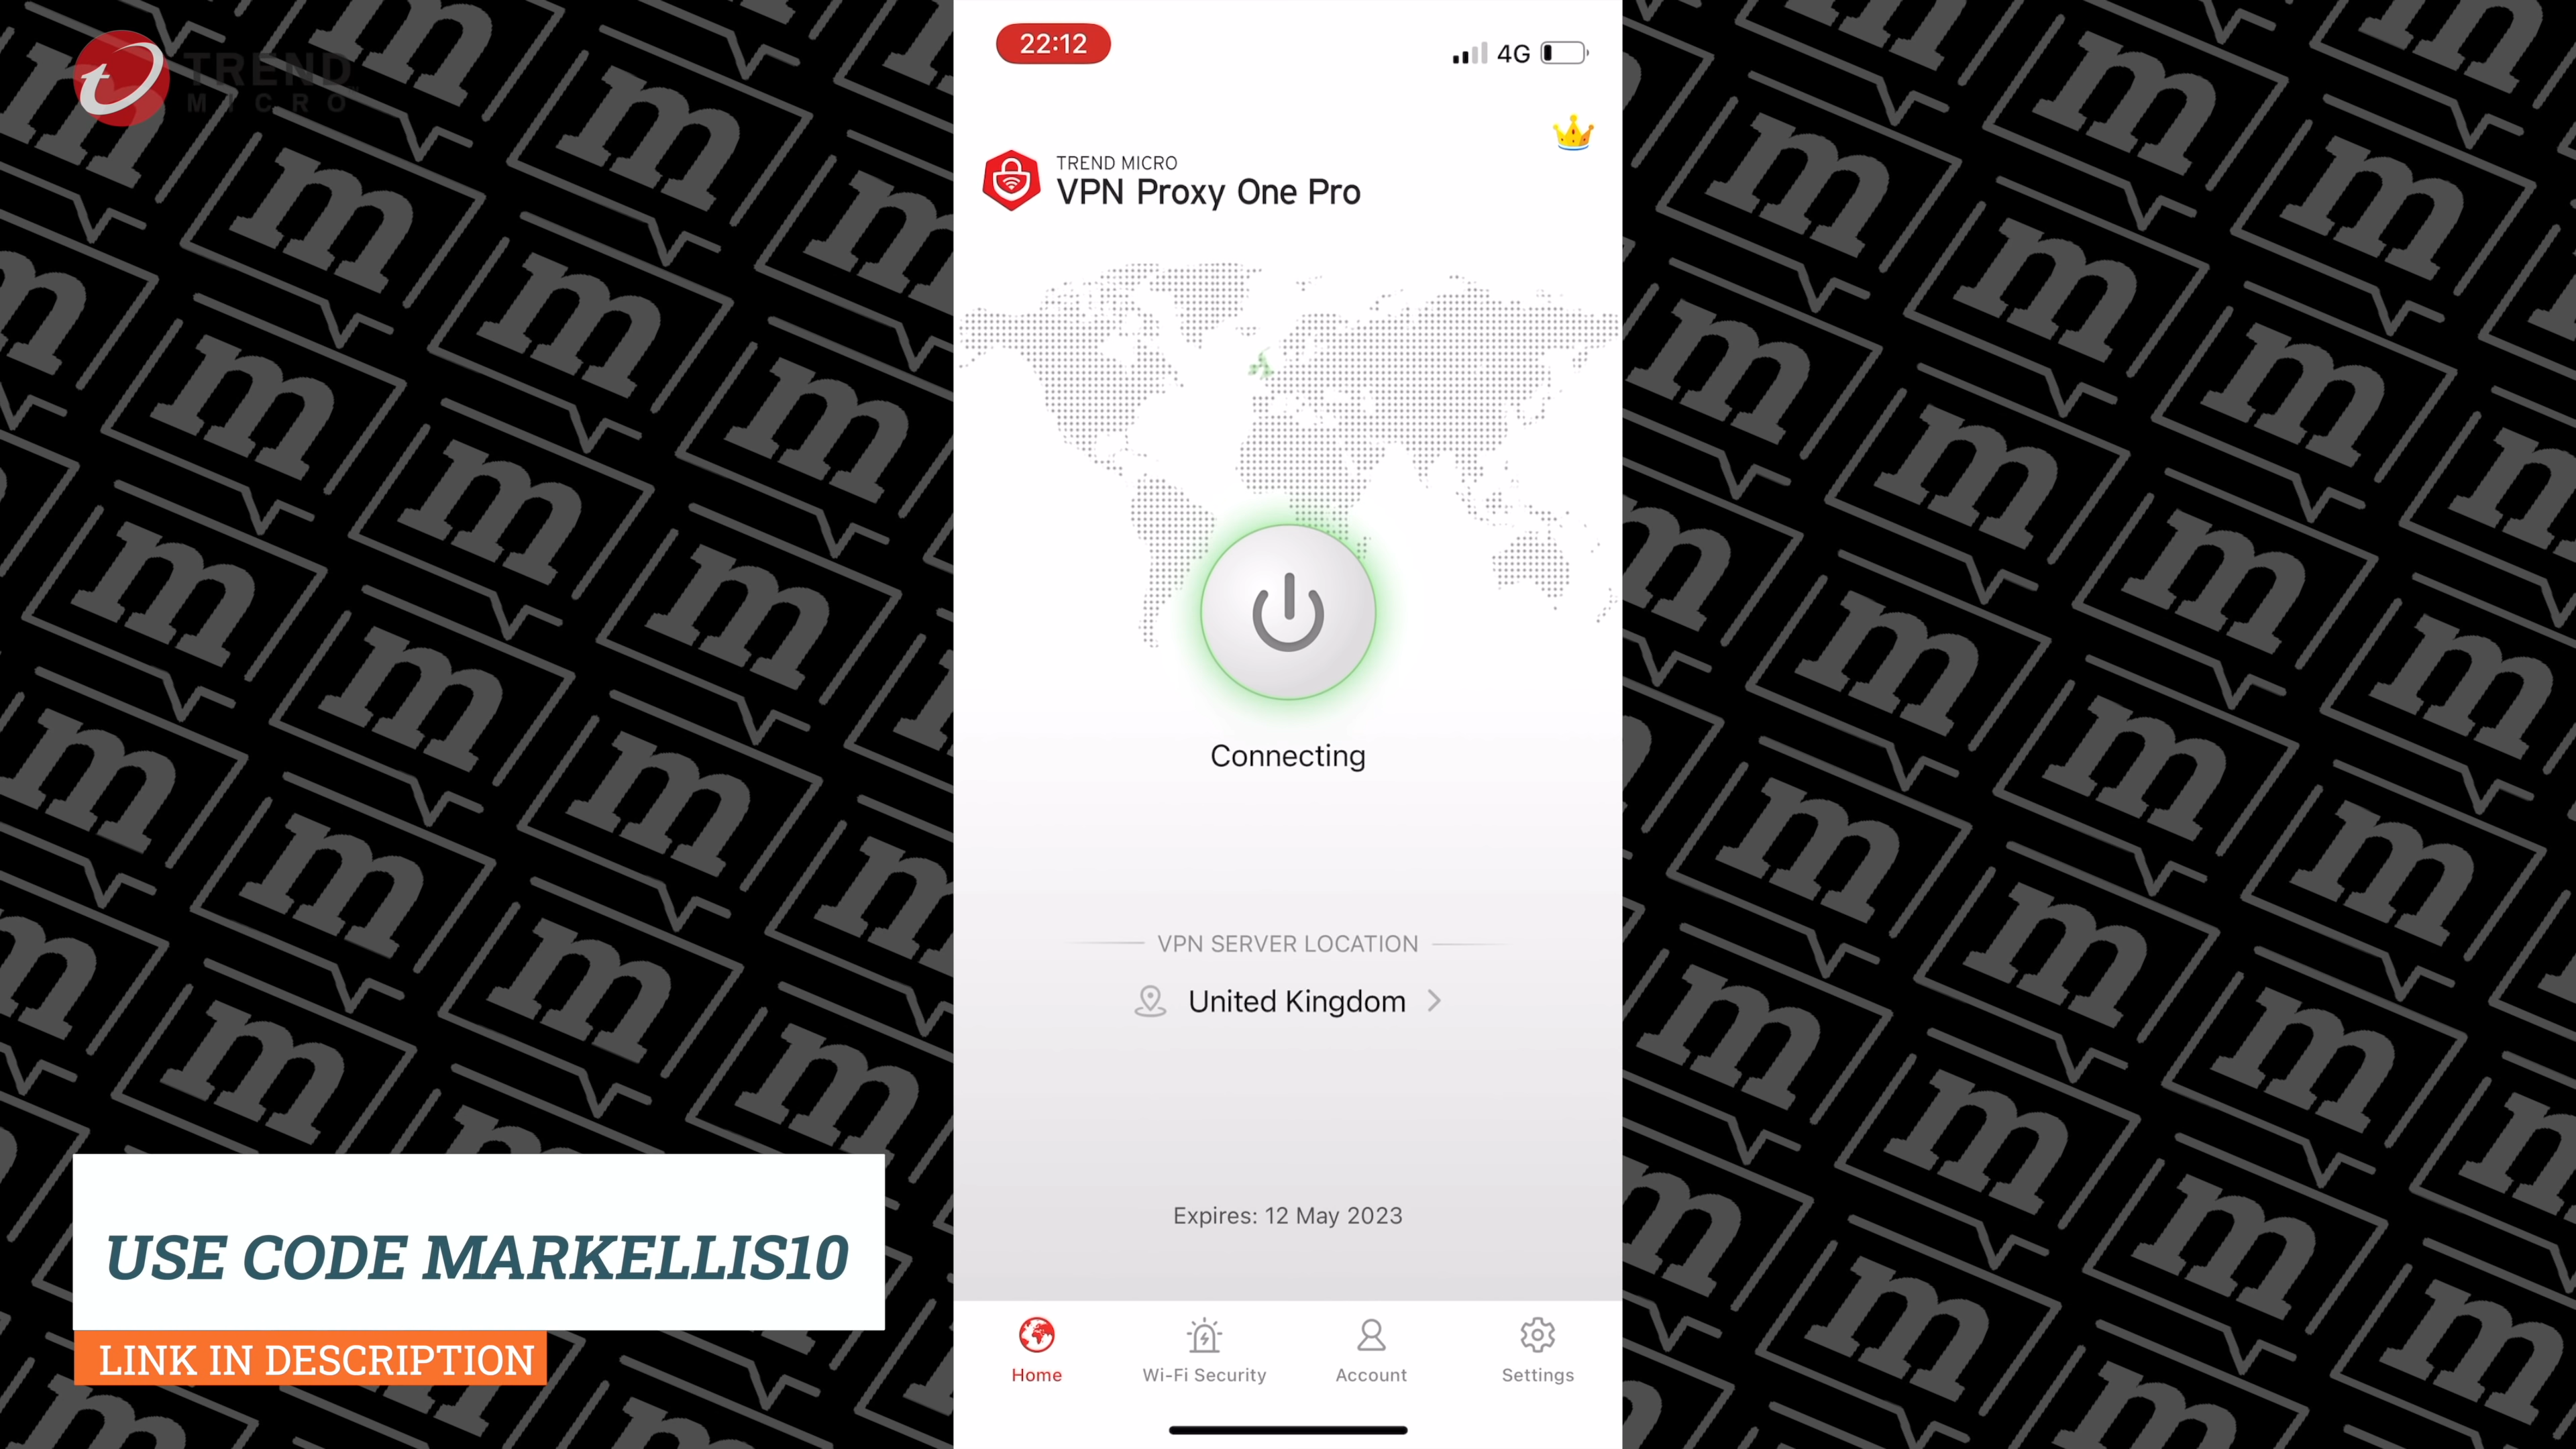 TREND
MICRO
22:12
4G
TREND MICRO
VPN Proxy One Pro
Connecting
VPN SERVER LOCATION
United Kingdom
Expires: 12 May 2023
Home
Wi-Fi Security
Account
Settings
USE CODE MARKELLIS10
LINK IN DESCRIPTION